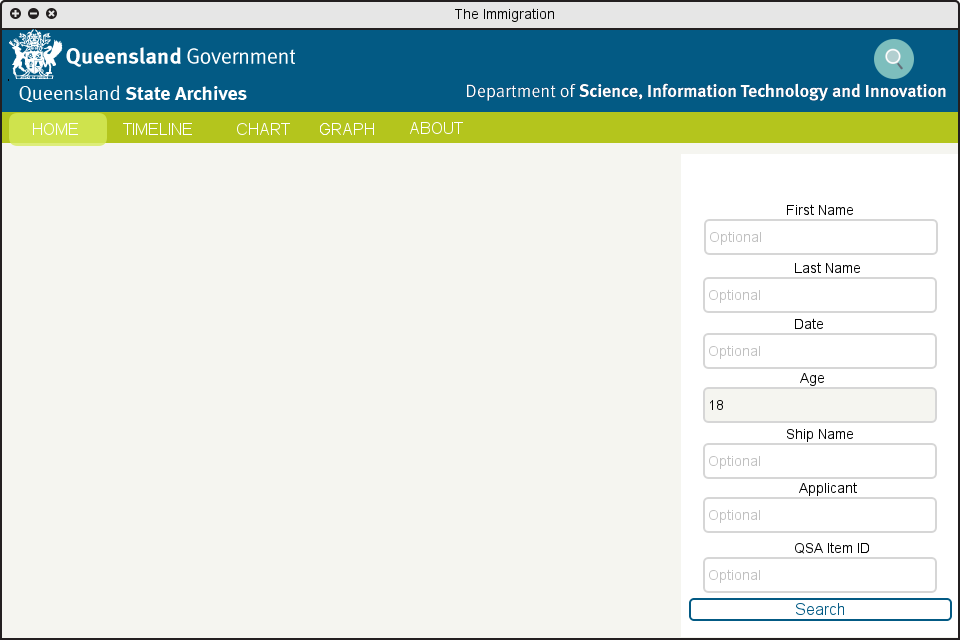 The Immigration
Queensland Government
Queensland State Archives
Department of Science, Information Technology and Innovation
HOME TIMELINE CHART GRAPH ABOUT
First Name
Optional
Last Name
Optional
Date
Optional
Age
18
Ship Name
Optional
Applicant
Optional
QSA Item ID
Optional
Search